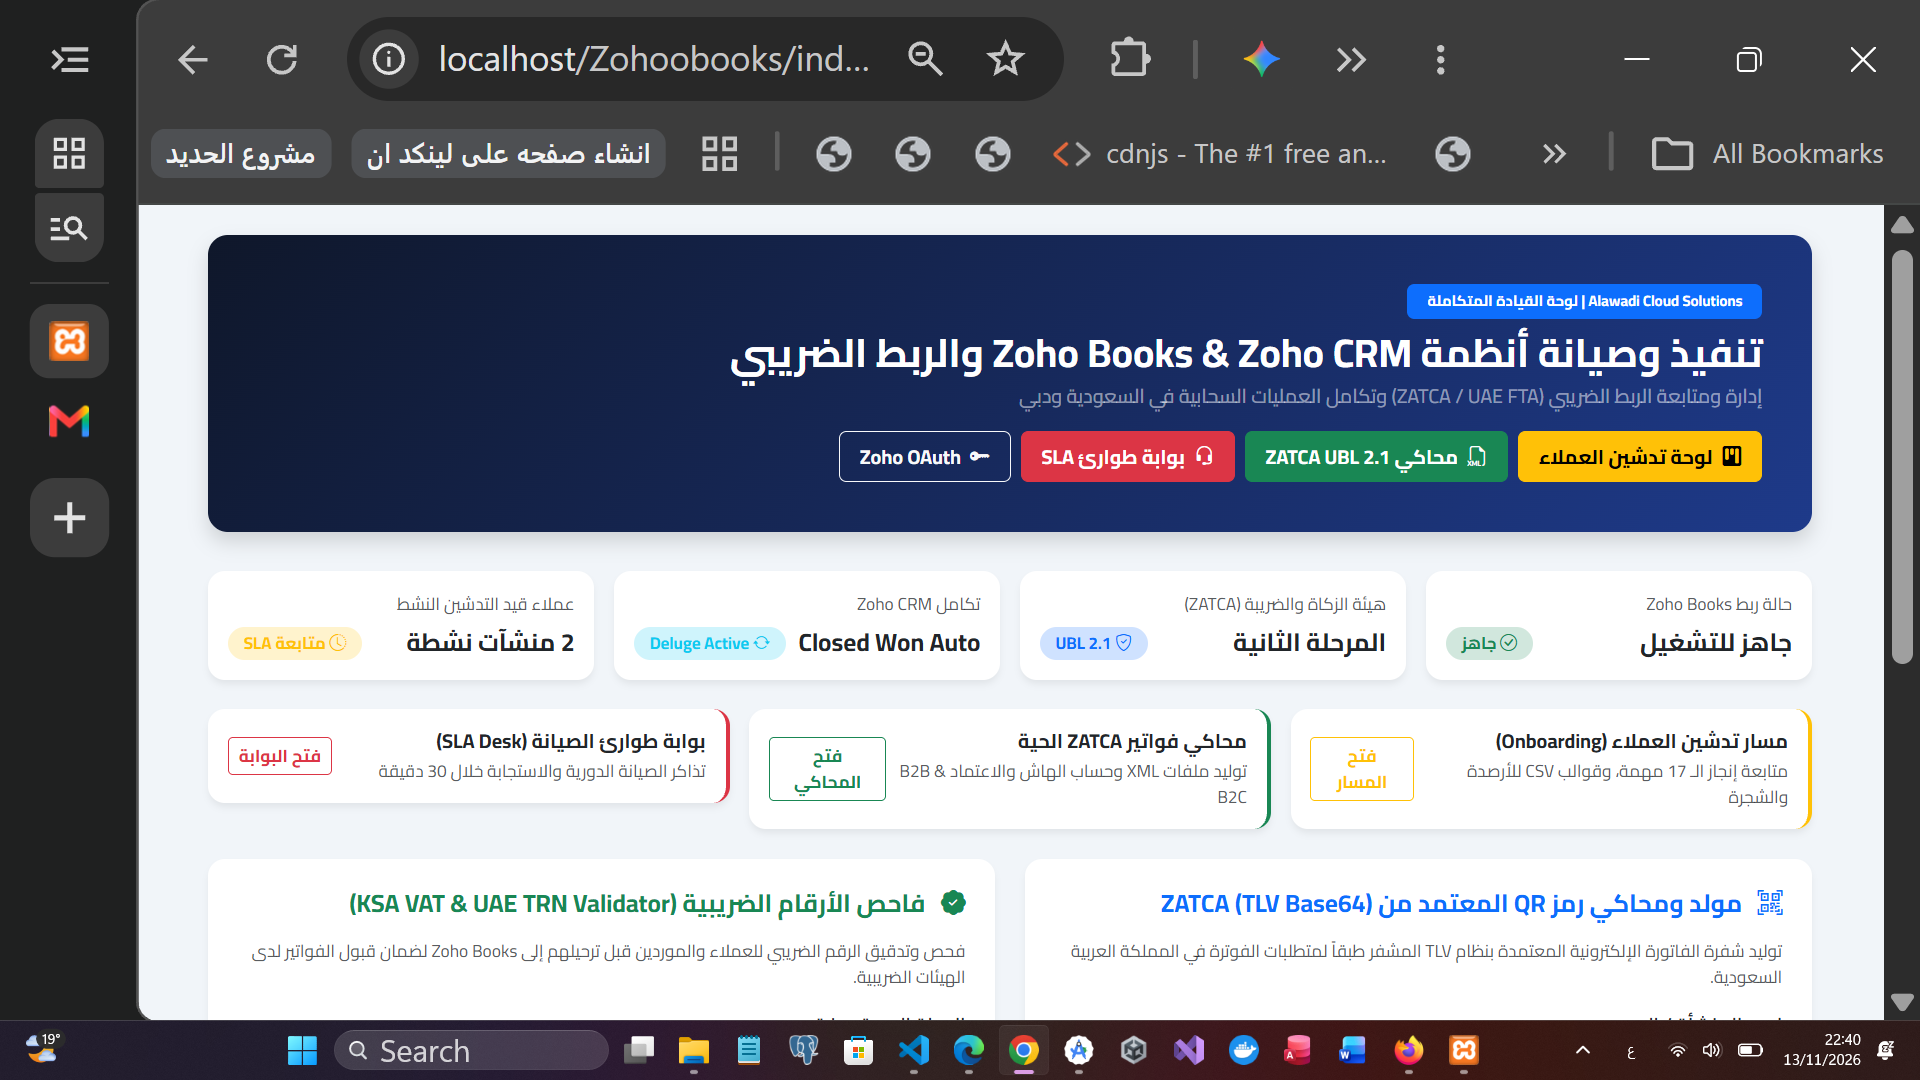 localhost/Zohoobooks/ind...
مشروع الحديد
انشاء صفحه على لينكد ان
cdnjs - The #1 free an...
All Bookmarks
Alawadi Cloud Solutions | لوحة القيادة المتكاملة
تنفيذ وصيانة أنظمة Zoho Books & Zoho CRM والربط الضريبي
إدارة ومتابعة الربط الضريبي (ZATCA / UAE FTA) وتكامل العمليات السحابية في السعودية ودبي
لوحة تدشين العملاء
محاكي ZATCA UBL 2.1
بوابة طوارئ SLA
Zoho OAuth
حالة ربط Zoho Books
جاهز للتشغيل
جاهز
هيئة الزكاة والضريبة (ZATCA)
المرحلة الثانية
UBL 2.1
تكامل Zoho CRM
Closed Won Auto
Deluge Active
عملاء قيد التدشين النشط
2 منشآت نشطة
متابعة SLA
مسار تدشين العملاء (Onboarding)
متابعة إنجاز الـ 17 مهمة، وقوالب CSV للأرصدة
والشجرة
فتح
المسار
محاكي فواتير ZATCA الحية
توليد ملفات XML وحساب الهاش والاعتماد B2B &
B2C
فتح
المحاكي
بوابة طوارئ الصيانة (SLA Desk)
تذاكر الصيانة الدورية والاستجابة خلال 30 دقيقة
فتح البوابة
مولد ومحاكي رمز QR المعتمد من ZATCA (TLV Base64)
توليد شفرة الفاتورة الإلكترونية المعتمدة بنظام TLV المشفر طبقاً لمتطلبات الفوترة في المملكة العربية
السعودية.
فاحص الأرقام الضريبية (KSA VAT & UAE TRN Validator)
فحص وتدقيق الرقم الضريبي للعملاء والموردين قبل ترحيلهم إلى Zoho Books لضمان قبول الفواتير لدى
الهيئات الضريبية.
19°
Search
ع
22:40
13/11/2026